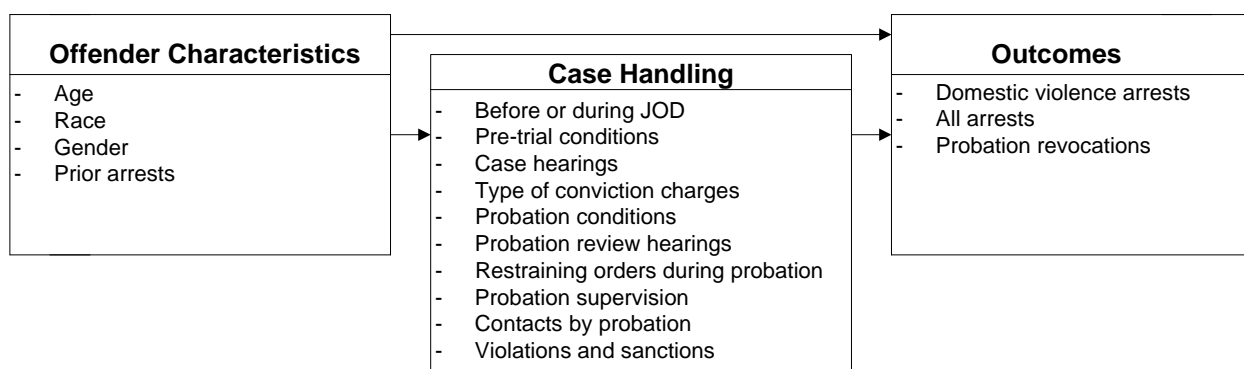 Offender Characteristics
- Age
- Race
- Gender
- Prior arrests
Case Handling
- Before or during JOD
- Pre-trial conditions
- Case hearings
- Type of conviction charges
- Probation conditions
- Probation review hearings
- Restraining orders during probation
- Probation supervision
- Contacts by probation
- Violations and sanctions
Outcomes
- Domestic violence arrests
- All arrests
- Probation revocations